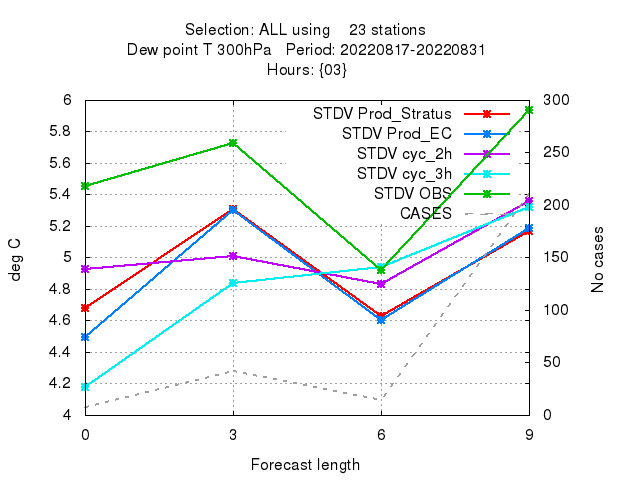 Selection: ALL using    23 stations
Dew point T 300hPa   Period: 20220817-20220831
Hours: {03}
STDV Prod_Stratus
STDV Prod_EC
STDV cyc_2h
STDV cyc_3h
STDV OBS
CASES
deg C
6
5.8
5.6
5.4
5.2
5
4.8
4.6
4.4
4.2
4
300
250
200
150
100
50
0
No cases
0 3 6 9
Forecast length